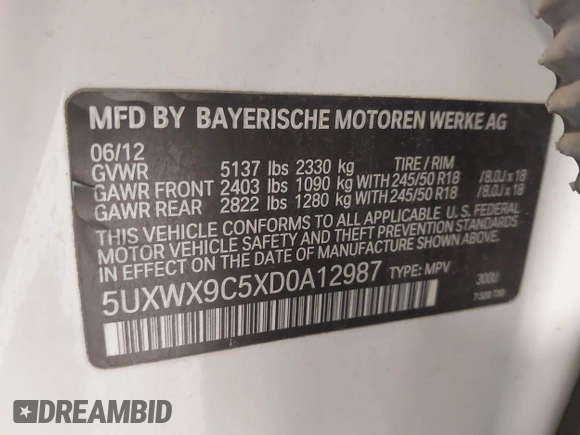 MFD BY BAYERISCHE MOTOREN WERKE AG
06/12
GVWR 5137 lbs 2330 kg TIRE / RIM
GAWR FRONT 2403 lbs 1090 kg WITH 245/50 R18 / 8.0J x 18
GAWR REAR 2822 lbs 1280 kg WITH 245/50 R18 / 8.0J x 18
THIS VEHICLE CONFORMS TO ALL APPLICABLE U.S. FEDERAL
MOTOR VEHICLE SAFETY AND THEFT PREVENTION STANDARDS
IN EFFECT ON THE DATE OF MANUFACTURE SHOWN ABOVE.
5UXWX9C5XD0A12987 TYPE: MPV 300U
DREAMBID